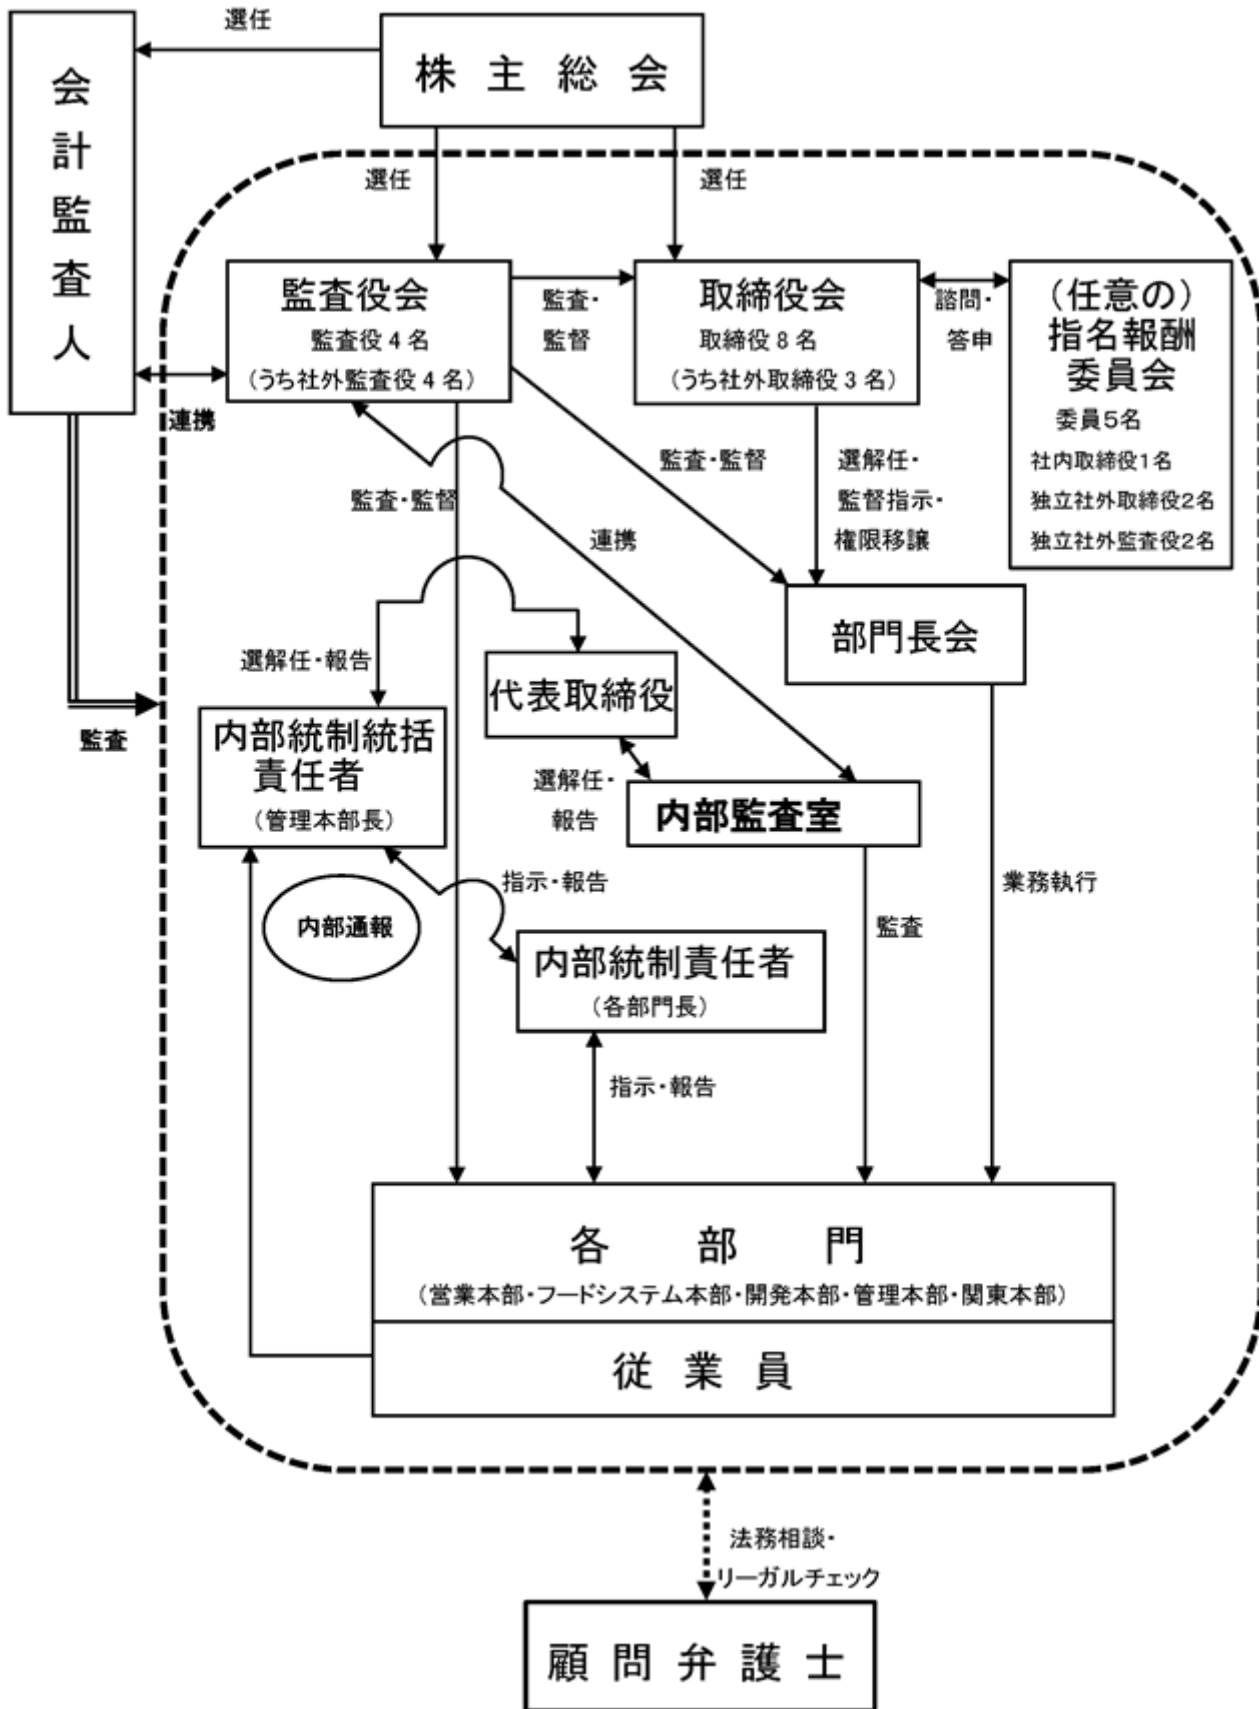 選任
株主総会
会計監査人
選任
選任
監査役会
監査役4名
(うち社外監査役4名)
監査・
監督
取締役会
取締役8名
(うち社外取締役3名)
諮問・
答申
(任意の)
指名報酬
委員会
委員5名
社内取締役1名
独立社外取締役2名
独立社外監査役2名
連携
監査・監督
監査・監督
選解任・
監督指示・
権限移譲
連携
部門長会
選解任・報告
代表取締役
監査
内部統制統括
責任者
(管理本部長)
選解任・
報告
内部監査室
指示・報告
業務執行
内部通報
監査
内部統制責任者
(各部門長)
指示・報告
各部門
(営業本部・フードシステム本部・開発本部・管理本部・関東本部)
従業員
法務相談・
リーガルチェック
顧問弁護士